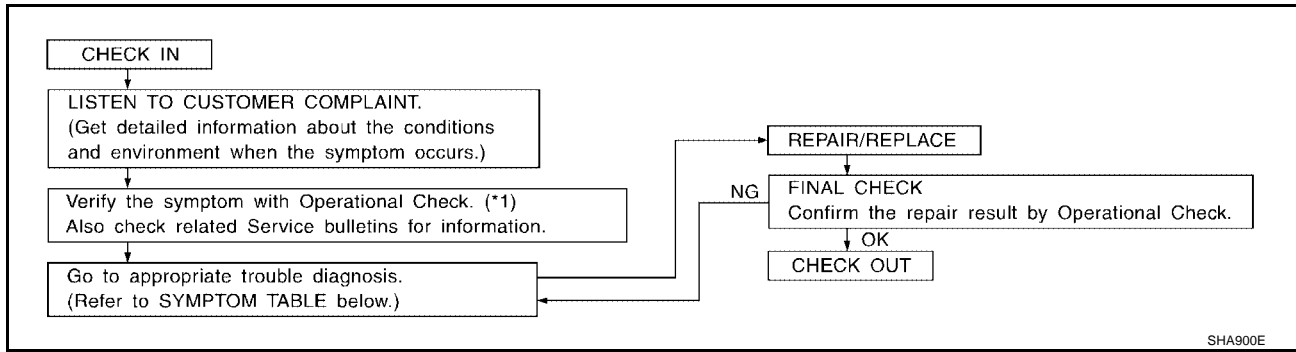 CHECK IN
LISTEN TO CUSTOMER COMPLAINT.
(Get detailed information about the conditions
and environment when the symptom occurs.)
Verify the symptom with Operational Check. (*1)
Also check related Service bulletins for information.
Go to appropriate trouble diagnosis.
(Refer to SYMPTOM TABLE below.)
REPAIR/REPLACE
NG
FINAL CHECK
Confirm the repair result by Operational Check.
OK
CHECK OUT
SHA900E